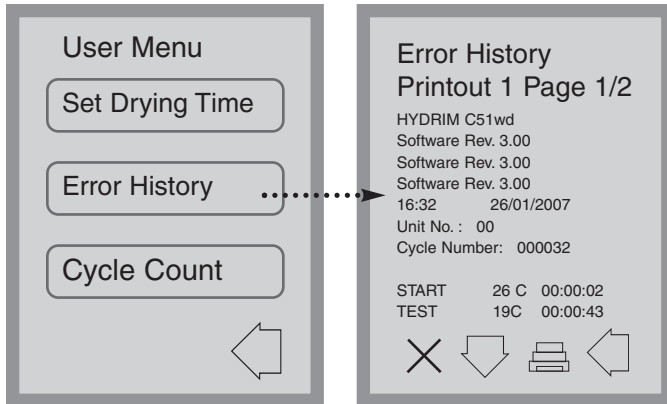 User Menu
Set Drying Time
Error History
Cycle Count
Error History
Printout 1 Page 1/2
HYDRIM C51wd
Software Rev. 3.00
Software Rev. 3.00
Software Rev. 3.00
16:32 26/01/2007
Unit No. : 00
Cycle Number: 000032
START 26 C 00:00:02
TEST 19C 00:00:43